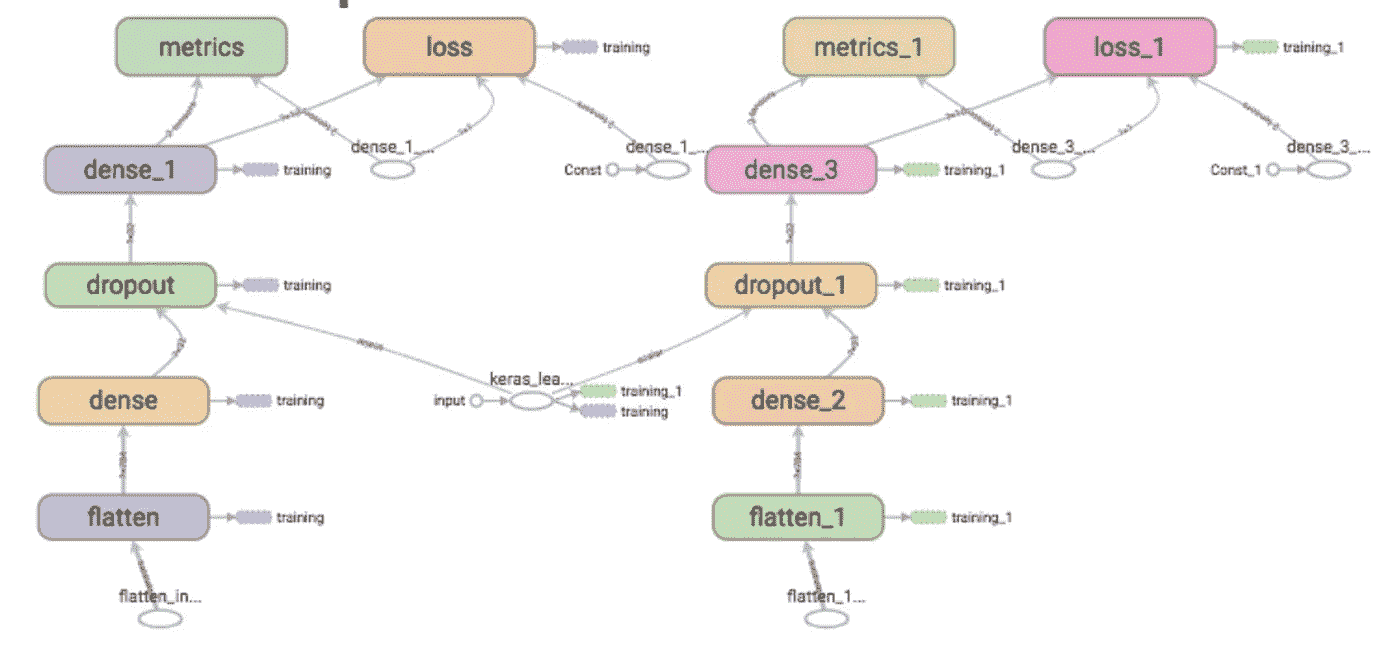 metrics
loss
training
metrics_1
loss_1
training_1
dense_1
training
dense_1_...
Const
dense_1_...
dense_3
training_1
dense_3_...
Const_1
dense_3_...
dropout
training
dropout_1
training_1
dense
training
input
keras_lea...
training_1
training
dense_2
training_1
flatten
training
flatten_1
training_1
flatten_in...
flatten_1...